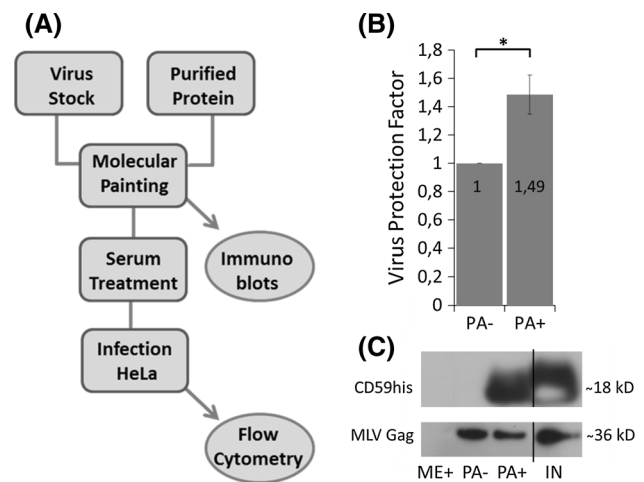 (A)
Virus
Stock
Purified
Protein
Molecular
Painting
Serum
Treatment
Immuno
blots
Infection
HeLa
Flow
Cytometry
(B)
Virus Protection Factor
1,8
1,6
1,4
1,2
1
0,8
0,6
0,4
0,2
0
*
1
1,49
PA-
PA+
(C)
CD59his
~18 kD
MLV Gag
~36 kD
ME+ PA- PA+ IN